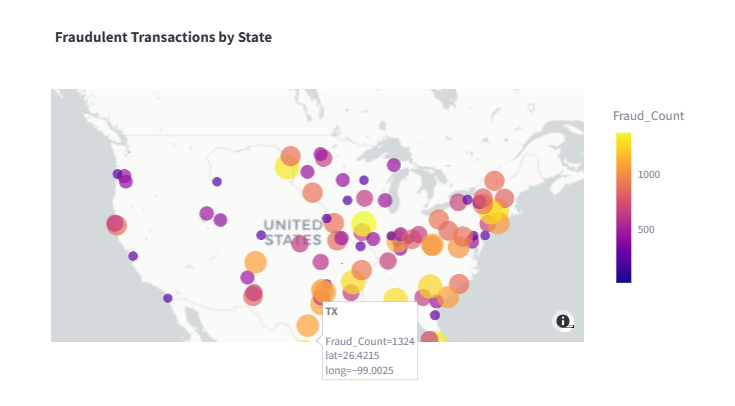 Fraudulent Transactions by State
Fraud_Count
1000
500
UNITED
STATES
TX
Fraud_Count=1324
lat=26.4215
long=−99.0025